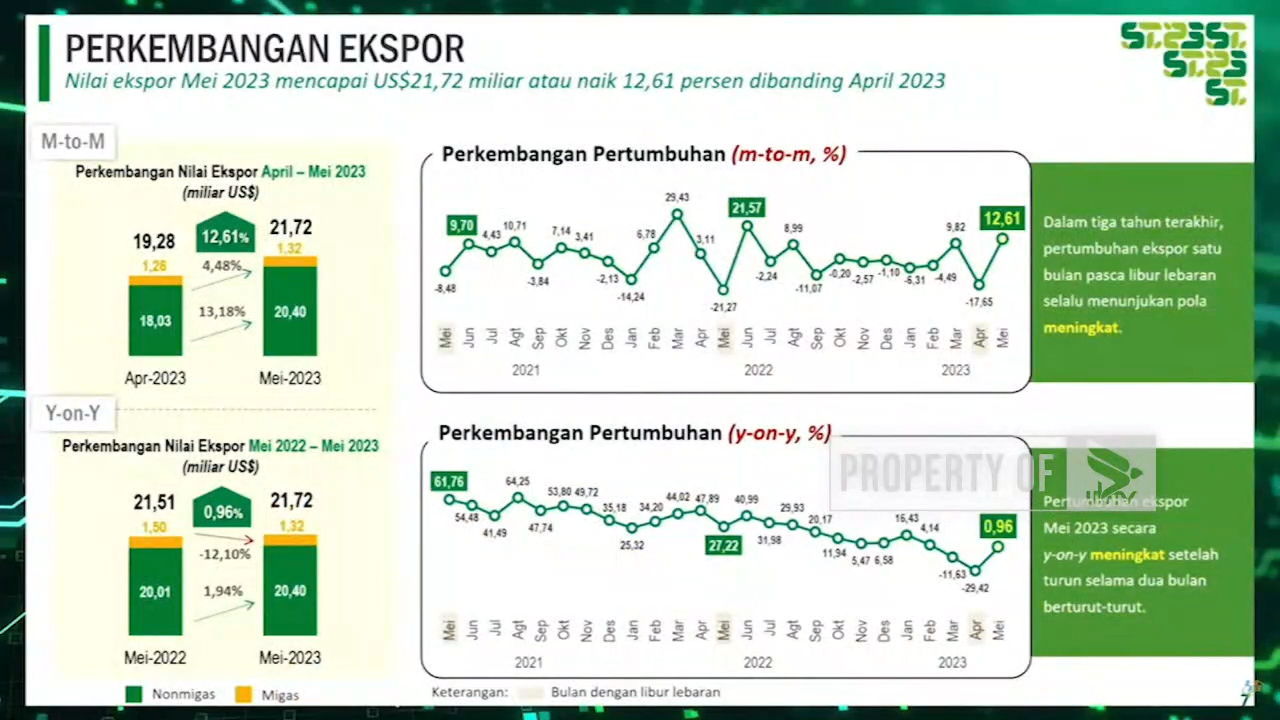 PERKEMBANGAN EKSPOR
Nilai ekspor Mei 2023 mencapai US$21,72 miliar atau naik 12,61 persen dibanding April 2023
ST2023
M-to-M
Perkembangan Nilai Ekspor April – Mei 2023
(miliar US$)
19,28
12,61%
21,72
1,26
4,48%
1,32
18,03
13,18%
20,40
Apr-2023
Mei-2023
Perkembangan Pertumbuhan (m-to-m, %)
-8,48
9,70
4,43
10,71
-3,84
7,14
3,41
-2,13
-14,24
6,78
29,43
3,11
-21,27
21,57
-2,24
8,99
-11,07
-0,20
-2,57
-1,10
-6,31
-4,49
9,82
-17,65
12,61
Mei Jun Jul Agt Sep Okt Nov Des Jan Feb Mar Apr Mei Jun Jul Agt Sep Okt Nov Des Jan Feb Mar Apr Mei
2021 2022 2023
Dalam tiga tahun terakhir,
pertumbuhan ekspor satu
bulan pasca libur lebaran
selalu menunjukan pola
meningkat.
Y-on-Y
Perkembangan Nilai Ekspor Mei 2022 – Mei 2023
(miliar US$)
21,51
0,96%
21,72
1,50
-12,10%
1,32
20,01
1,94%
20,40
Mei-2022
Mei-2023
Nonmigas
Migas
Perkembangan Pertumbuhan (y-on-y, %)
61,76
54,48
41,49
64,25
47,74
53,80
49,72
35,18
25,32
34,20
44,02
47,89
27,22
40,99
31,98
29,93
20,17
11,94
5,47
6,58
16,43
4,14
-11,63
-29,42
0,96
Mei Jun Jul Agt Sep Okt Nov Des Jan Feb Mar Apr Mei Jun Jul Agt Sep Okt Nov Des Jan Feb Mar Apr Mei
2021 2022 2023
Keterangan:
Bulan dengan libur lebaran
PROPERTY OF
Pertumbuhan ekspor
Mei 2023 secara
y-on-y meningkat setelah
turun selama dua bulan
berturut-turut.
7